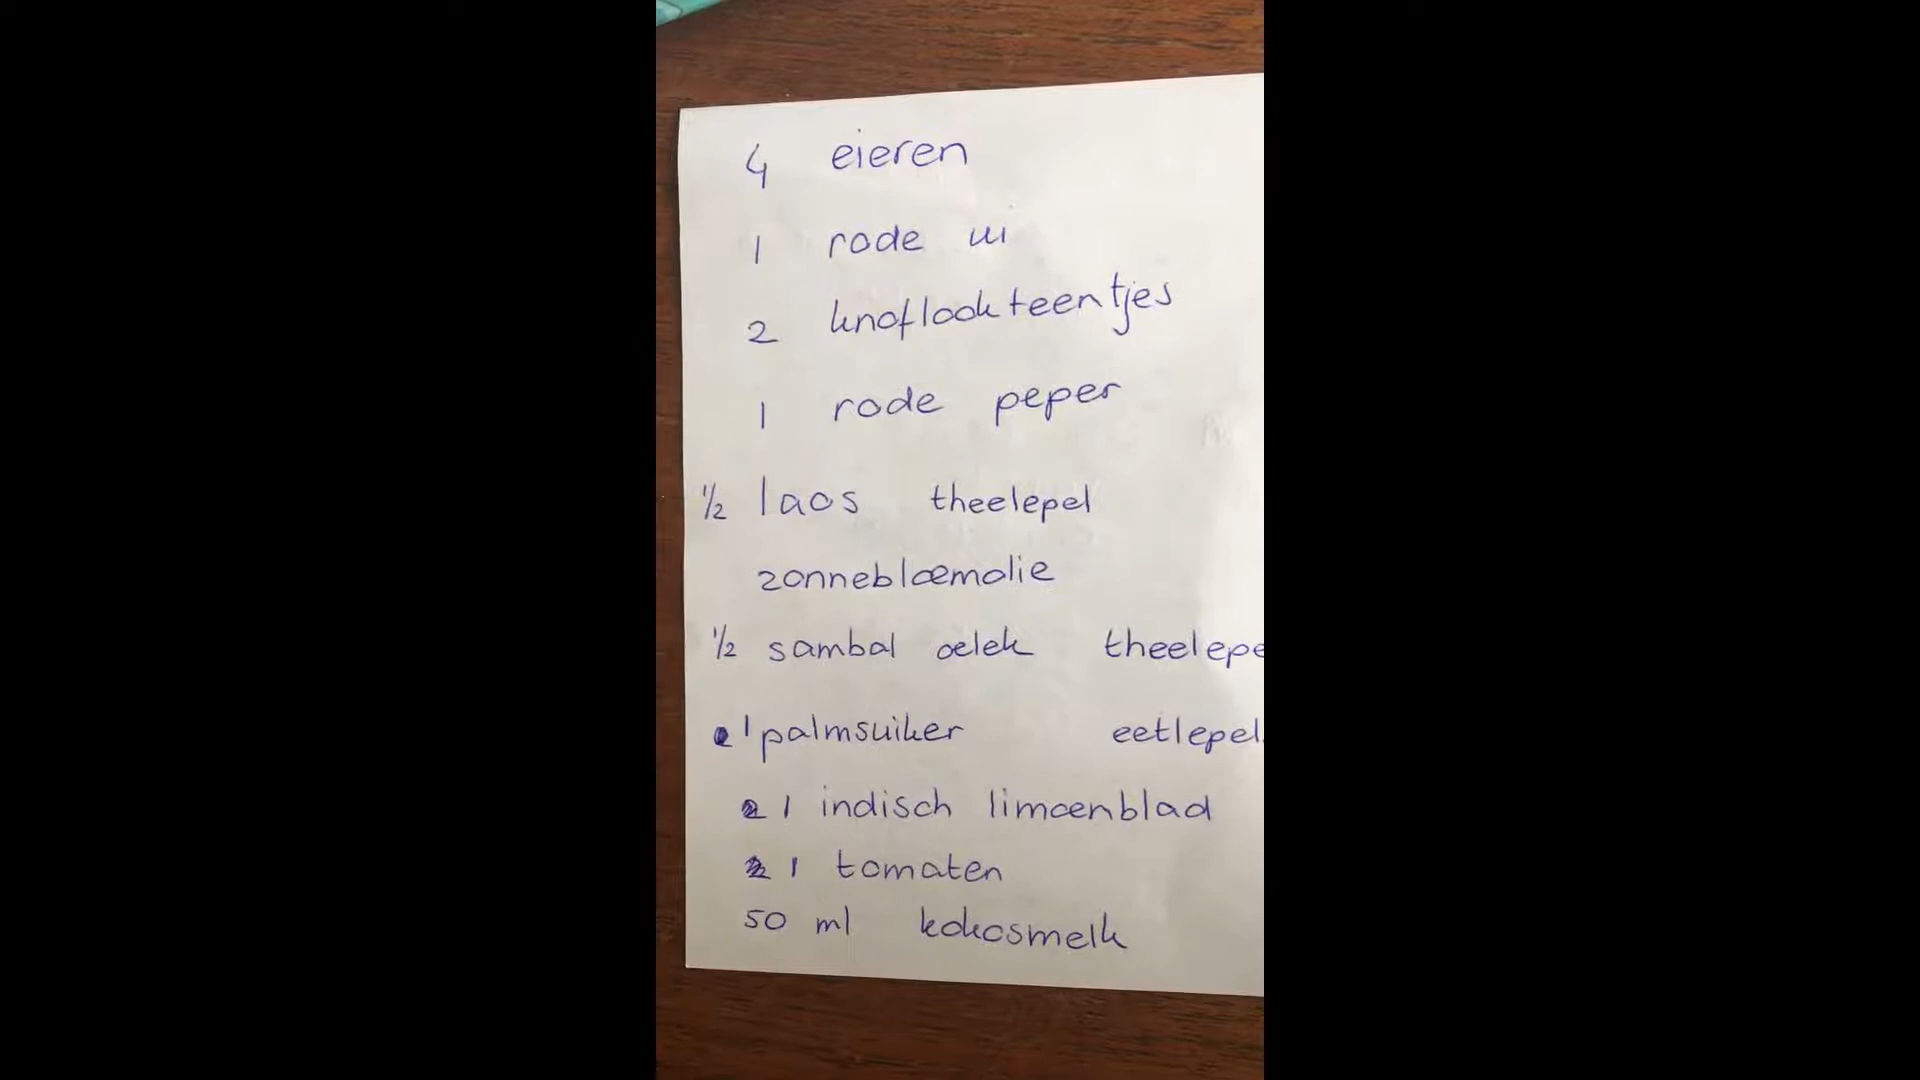 4 eieren
1 rode ui
2 knoflookteentjes
1 rode peper
½ laos theelepel
zonnebloemolie
½ sambal oelek theelepe
1 palmsuiker eetlepel
1 indisch limoenblad
1 tomaten
50 ml kokosmelk